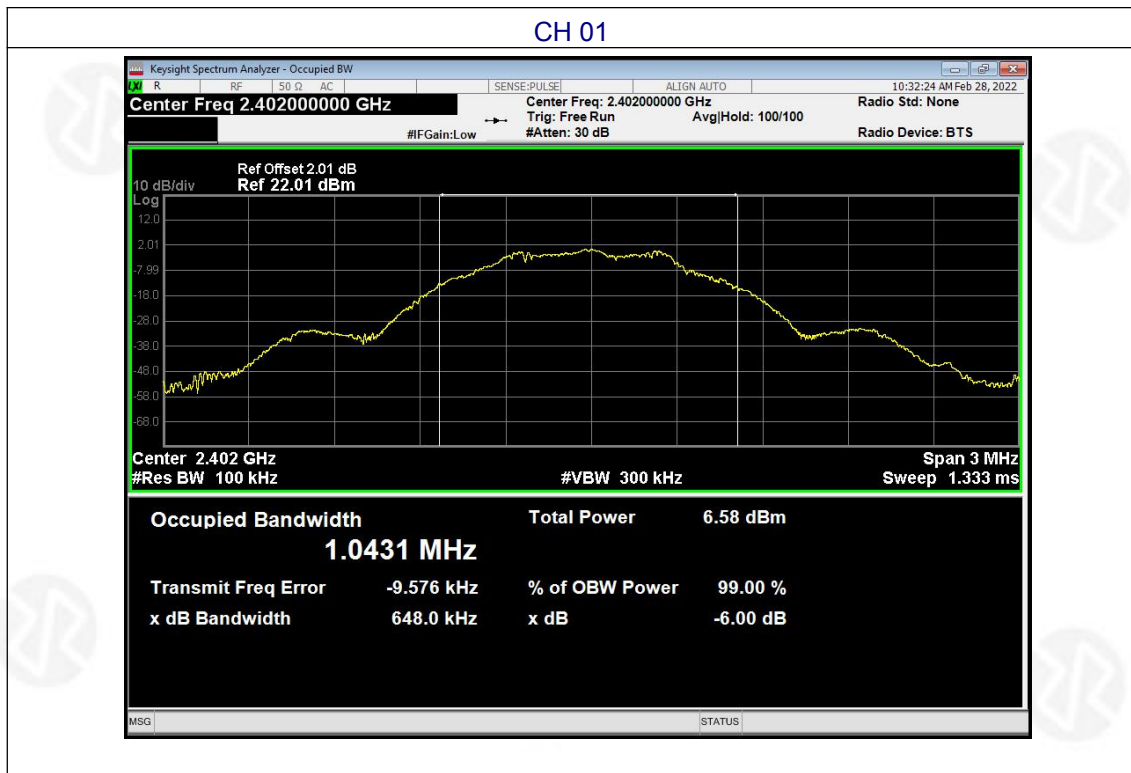 CH 01
Keysight Spectrum Analyzer - Occupied BW
LXI R RF 50 Ω AC SENSE:PULSE ALIGN AUTO 10:32:24 AM Feb 28, 2022
Center Freq 2.402000000 GHz
Center Freq: 2.402000000 GHz
Radio Std: None
Trig: Free Run Avg|Hold: 100/100
#IFGain:Low #Atten: 30 dB Radio Device: BTS
Ref Offset 2.01 dB
10 dB/div Ref 22.01 dBm
Log
12.0
2.01
-7.99
-18.0
-28.0
-38.0
-48.0
-58.0
-68.0
Center 2.402 GHz Span 3 MHz
#Res BW 100 kHz #VBW 300 kHz Sweep 1.333 ms
Occupied Bandwidth Total Power 6.58 dBm
1.0431 MHz
Transmit Freq Error -9.576 kHz % of OBW Power 99.00 %
x dB Bandwidth 648.0 kHz x dB -6.00 dB
MSG STATUS